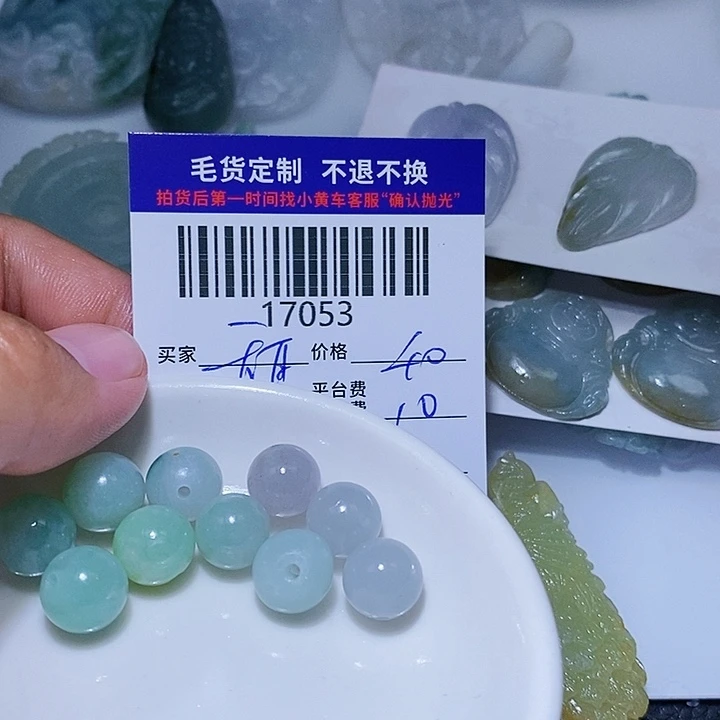 毛货定制 不退不换
拍货后第一时间找小黄车客服“确认抛光”
17053
买家 价格 40
平台费
费 10